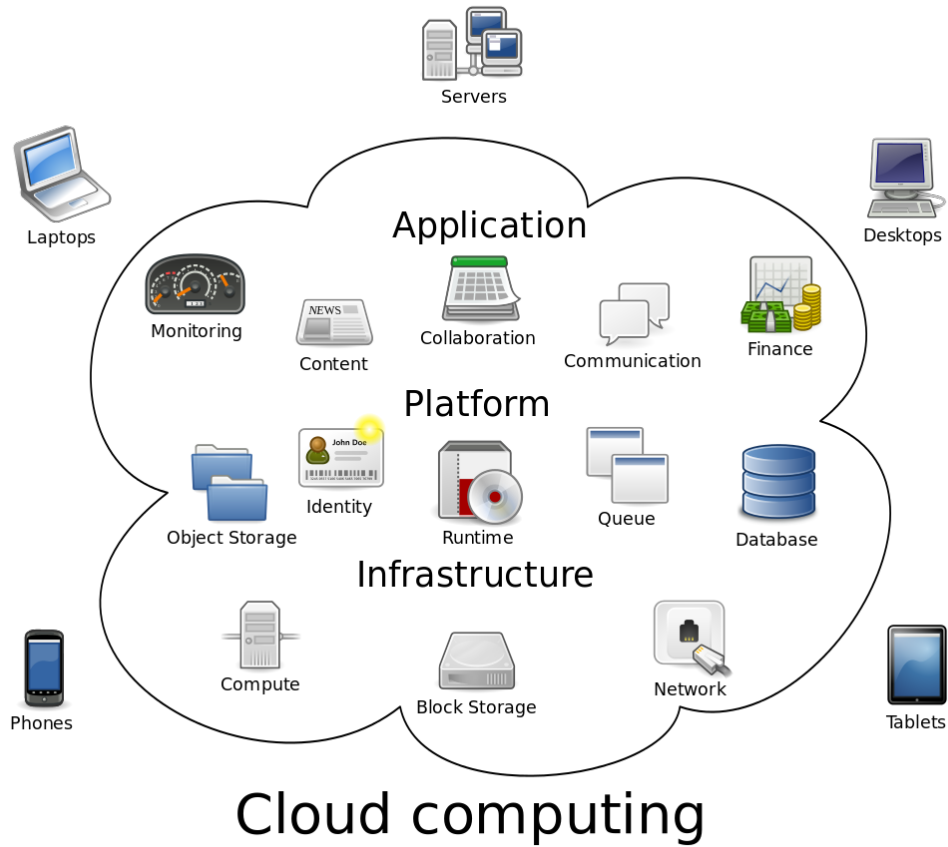 Servers
Laptops
Desktops
Application
Monitoring
NEWS
Content
Collaboration
Communication
Finance
Platform
John Doe
Object Storage
Identity
Runtime
Queue
Database
Infrastructure
Compute
Block Storage
Network
Phones
Tablets
Cloud computing